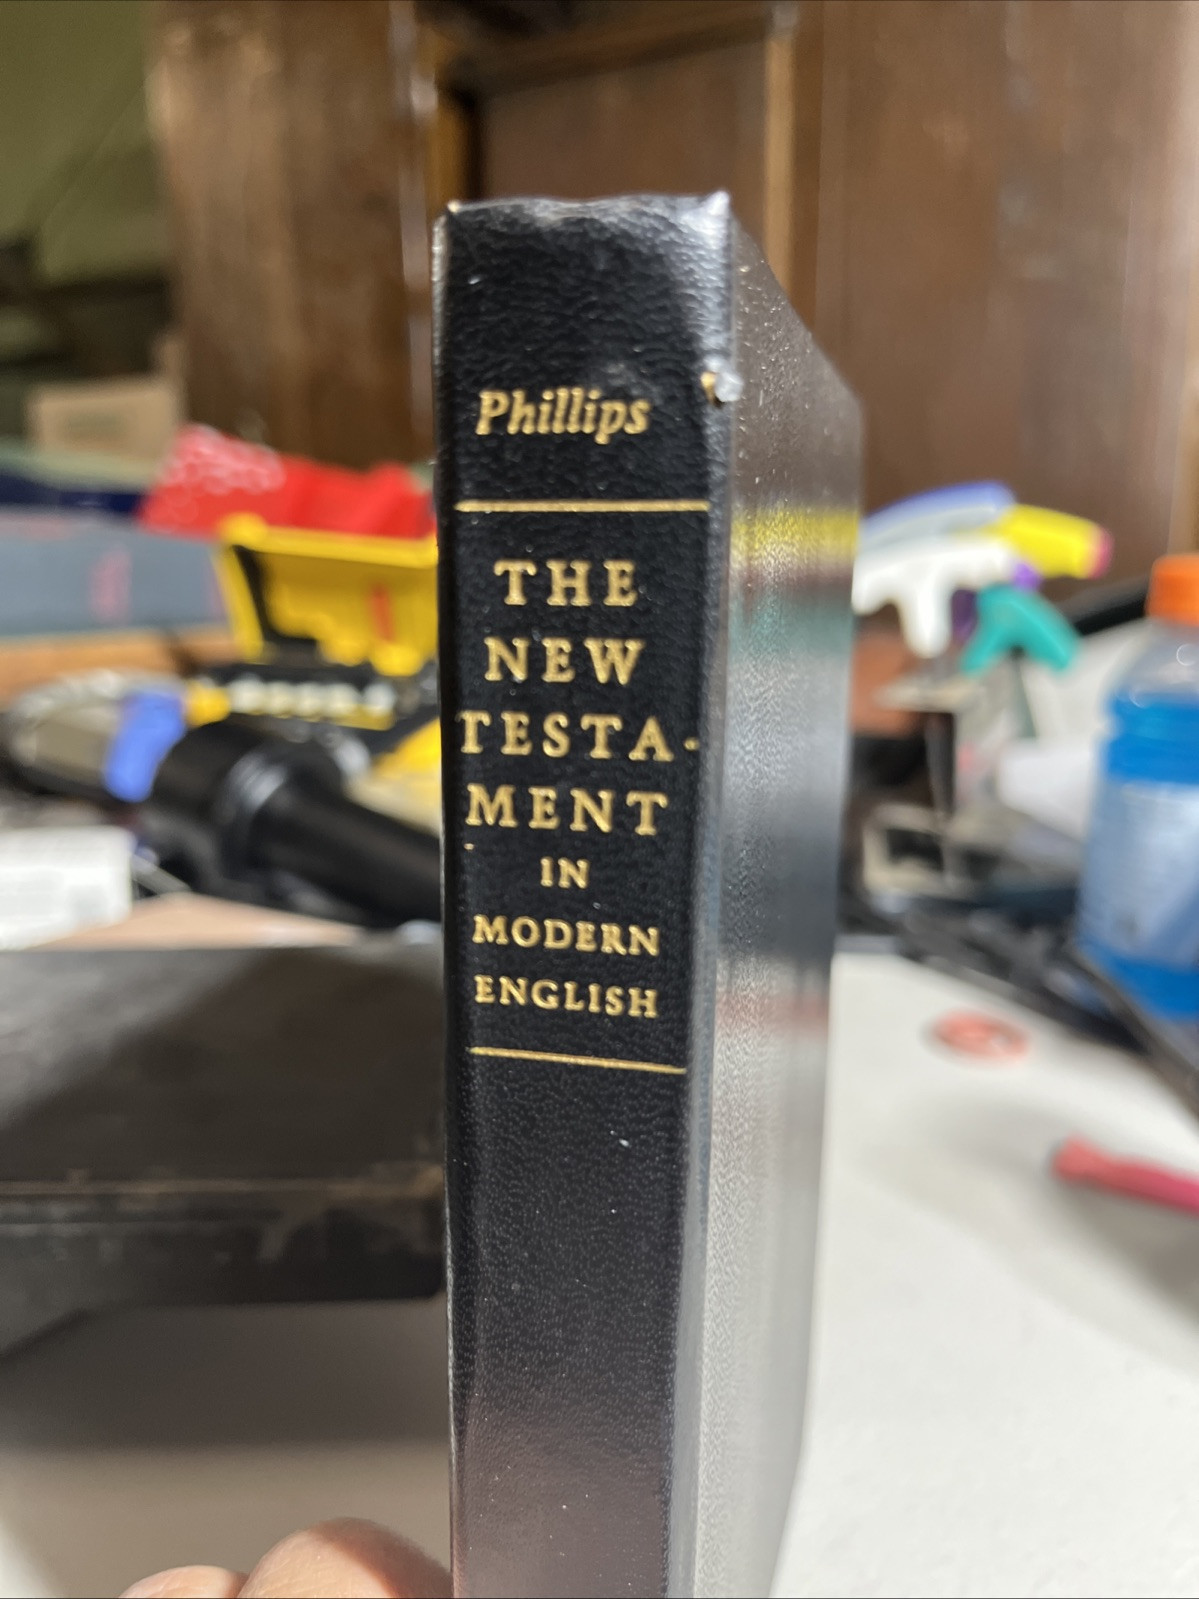 Phillips
THE
NEW
TESTA-
MENT
IN
MODERN
ENGLISH